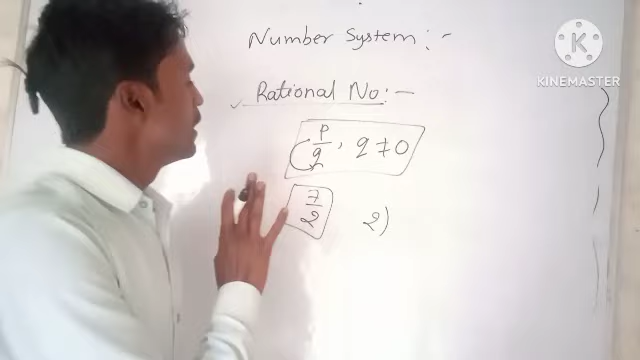 Number System :-
K
KINEMASTER
✓ Rational No :-
p/q , q ≠ 0
7/2 2)